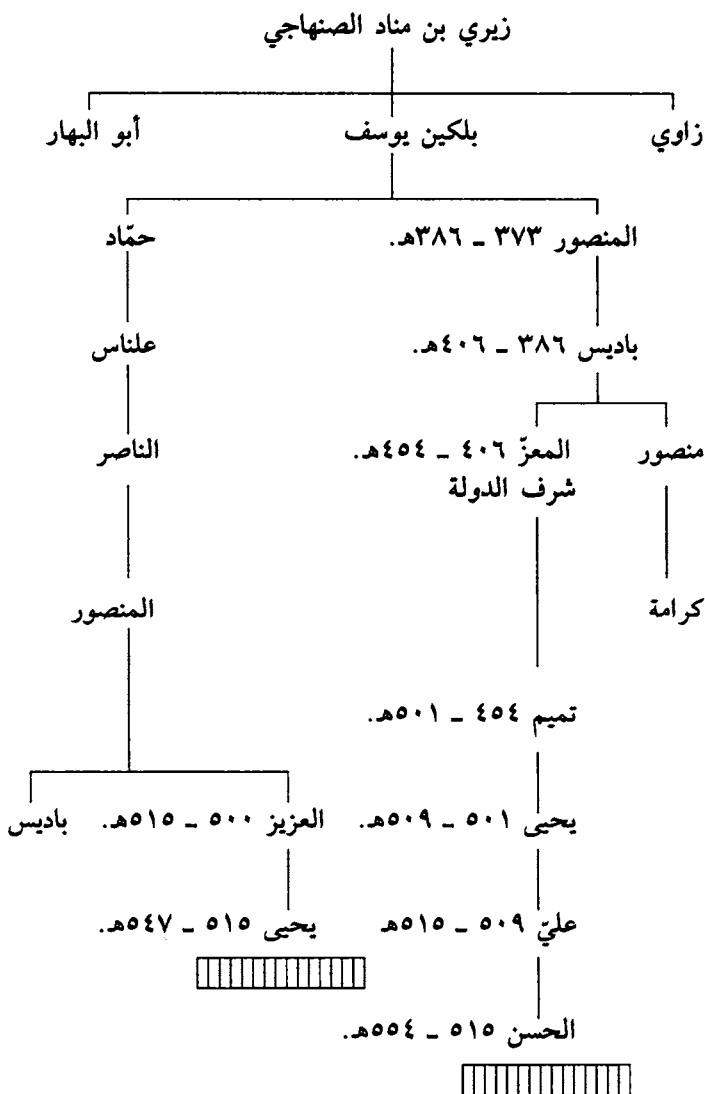 زيري بن مناد الصنهاجي
زاوي بلكين يوسف أبو البهار
المنصور ٣٧٣ ـ ٣٨٦هـ. حمّاد
باديس ٣٨٦ ـ ٤٠٦هـ. علناس
منصور المعزّ ٤٠٦ ـ ٤٥٤هـ. الناصر
شرف الدولة
كرامة المنصور
تميم ٤٥٤ ـ ٥٠١هـ.
يحيى ٥٠١ ـ ٥٠٩هـ. العزيز ٥٠٠ ـ ٥١٥هـ. باديس
عليّ ٥٠٩ ـ ٥١٥هـ يحيى ٥١٥ ـ ٥٤٧هـ.
الحسن ٥١٥ ـ ٥٥٤هـ.